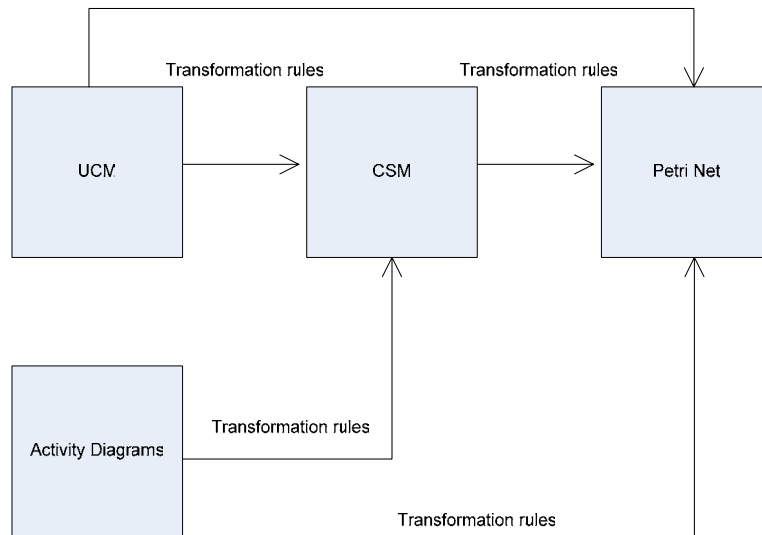 Transformation rules
Transformation rules
UCM
CSM
Petri Net
Transformation rules
Activity Diagrams
Transformation rules